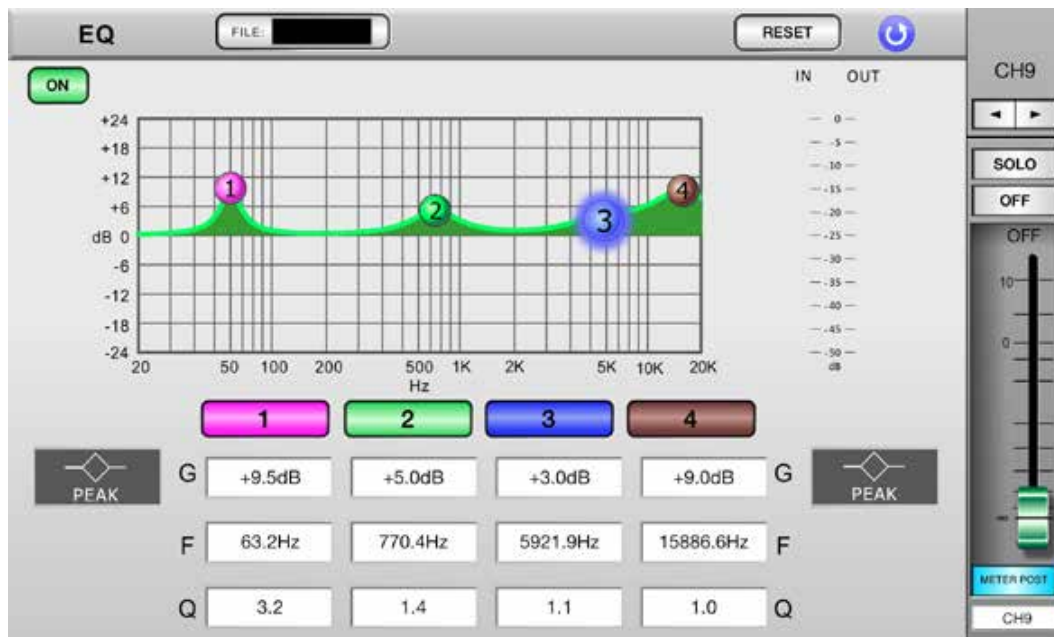 EQ FILE: RESET
CH9
ON IN OUT
◄ ►
+24 0
+18 -5
SOLO
+12 1 4 -10
OFF
+6 2 3 -15
-20
OFF
dB 0 -25
-6 -30
10
-12 -35
-40
-18 -45
0
-24 -50
20 50 100 200 500 1K 2K 5K 10K 20K dB
Hz
1 2 3 4
PEAK G +9.5dB +5.0dB +3.0dB +9.0dB G PEAK
F 63.2Hz 770.4Hz 5921.9Hz 15886.6Hz F
-∞
METER POST
Q 3.2 1.4 1.1 1.0 Q
CH9